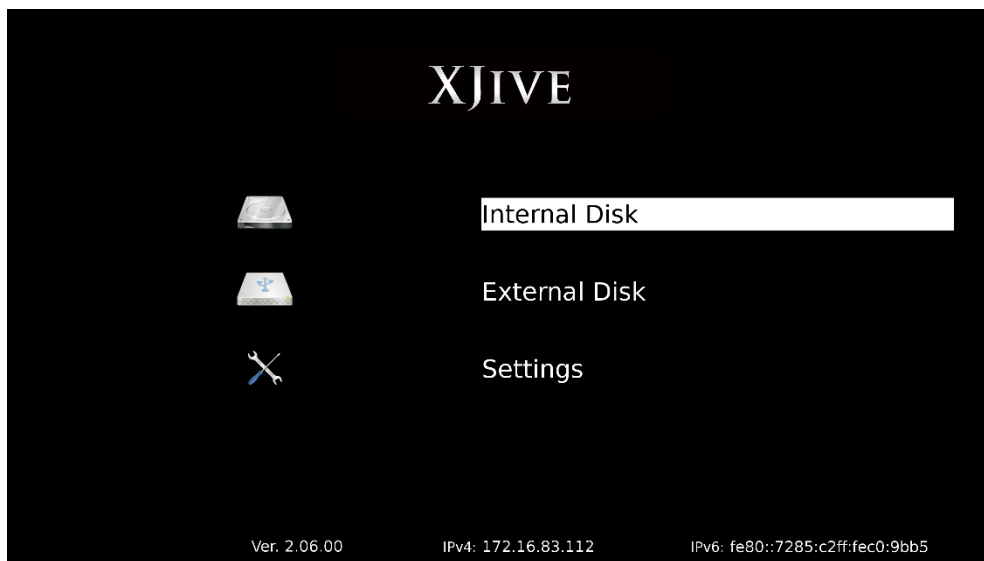 XJIVE
Internal Disk
External Disk
Settings
Ver. 2.06.00 IPv4: 172.16.83.112 IPv6: fe80::7285:c2ff:fec0:9bb5